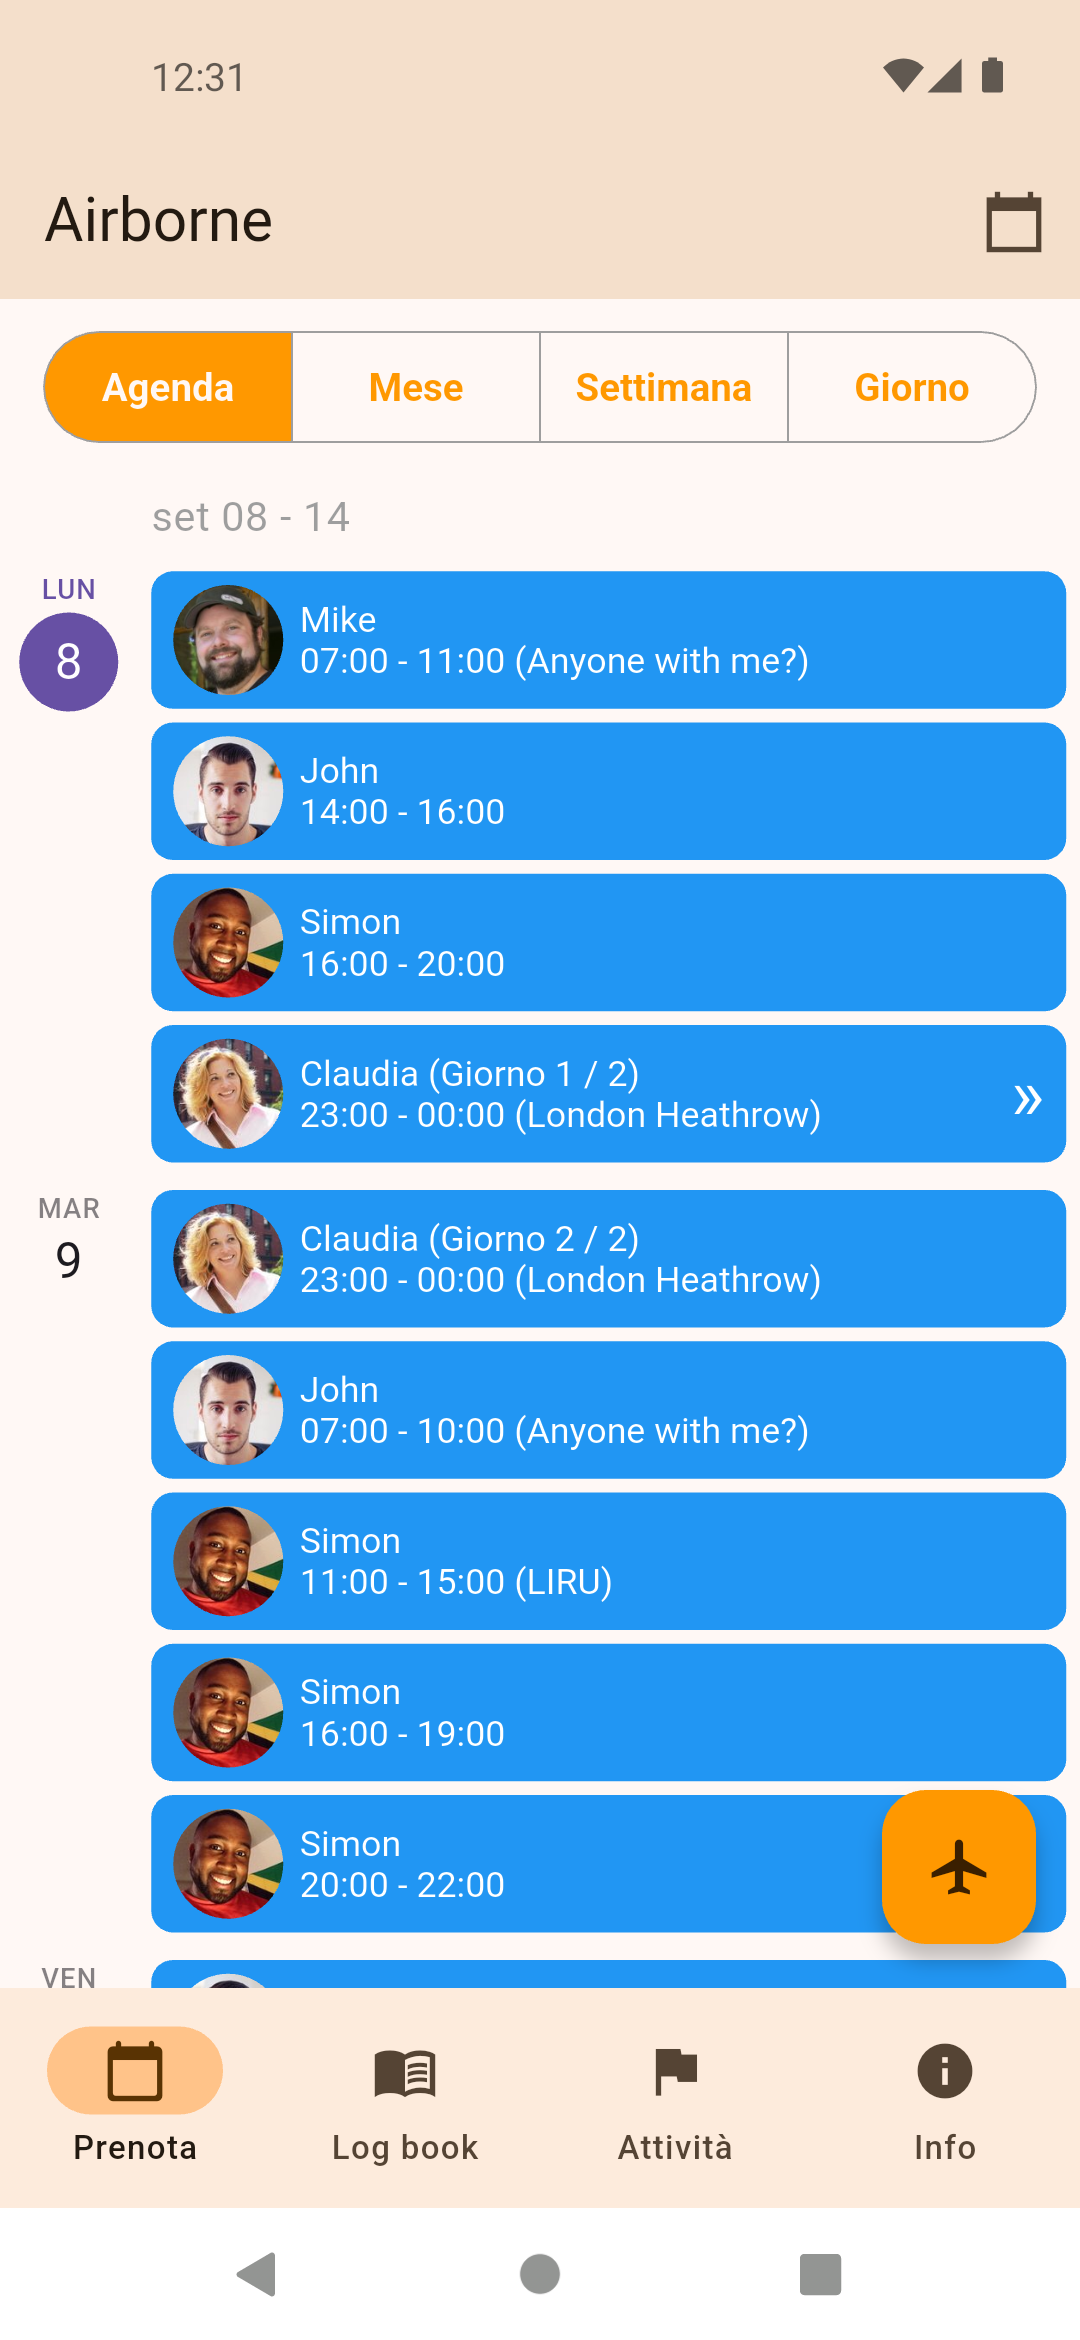 12:31
Airborne
Agenda
Mese
Settimana
Giorno
set 08 - 14
LUN
8
Mike
07:00 - 11:00 (Anyone with me?)
John
14:00 - 16:00
Simon
16:00 - 20:00
Claudia (Giorno 1 / 2)
23:00 - 00:00 (London Heathrow)
»
MAR
9
Claudia (Giorno 2 / 2)
23:00 - 00:00 (London Heathrow)
John
07:00 - 10:00 (Anyone with me?)
Simon
11:00 - 15:00 (LIRU)
Simon
16:00 - 19:00
Simon
20:00 - 22:00
VEN
Prenota
Log book
Attività
Info